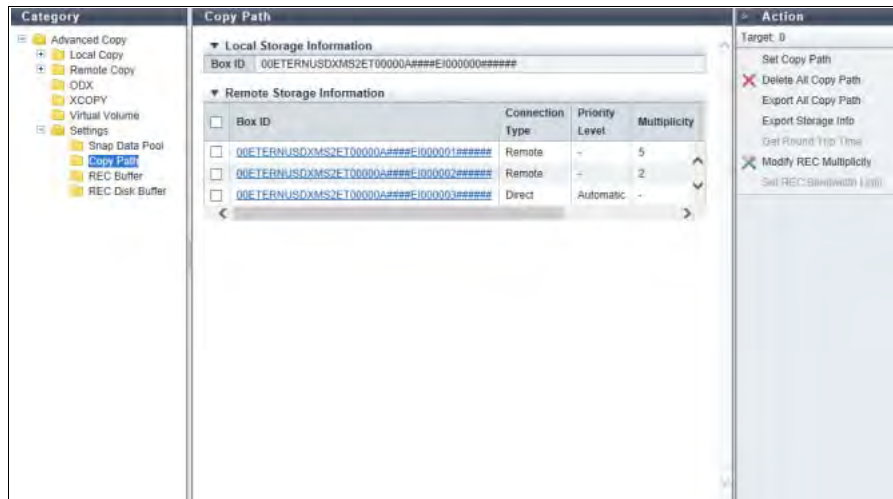 Category
Advanced Copy
Local Copy
Remote Copy
ODX
XCOPY
Virtual Volume
Settings
Snap Data Pool
Copy Path
REC Buffer
REC Disk Buffer
Copy Path
Local Storage Information
Box ID 00ETERNUSDXMS2ET00000A####EI000000######
Remote Storage Information
Box ID Connection Type Priority Level Multiplicity
00ETERNUSDXMS2ET00000A####EI000001###### Remote - 5
00ETERNUSDXMS2ET00000A####EI000002###### Remote - 2
00ETERNUSDXMS2ET00000A####EI000003###### Direct Automatic -
Action
Target: 0
Set Copy Path
Delete All Copy Path
Export All Copy Path
Export Storage Info
Get Round Trip Time
Modify REC Multiplicity
Set REC Bandwidth Limit